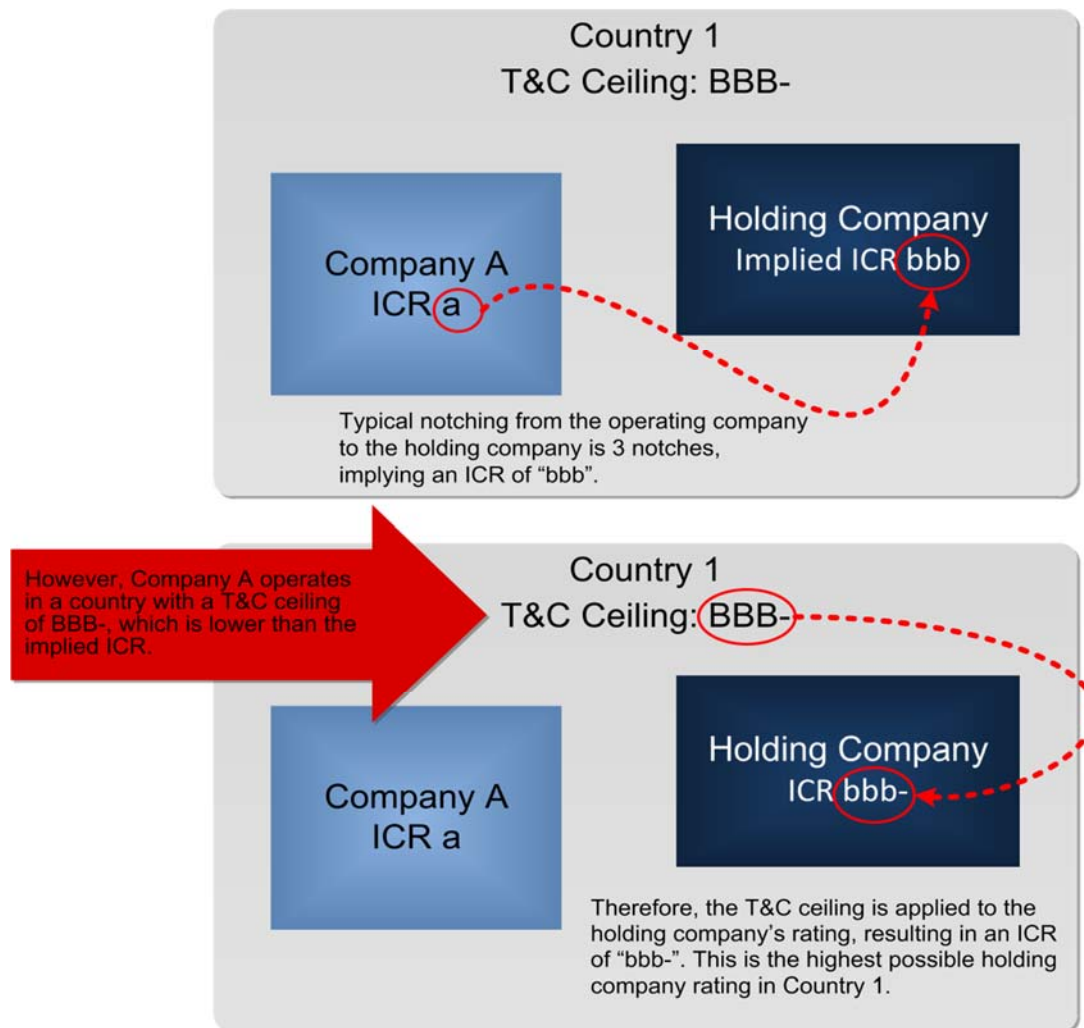 Country 1
T&C Ceiling: BBB-
Company A
ICR a
Holding Company
Implied ICR bbb
Typical notching from the operating company
to the holding company is 3 notches,
implying an ICR of “bbb”.
However, Company A operates
in a country with a T&C ceiling
of BBB-, which is lower than the
implied ICR.
Country 1
T&C Ceiling: BBB-
Company A
ICR a
Holding Company
ICR bbb-
Therefore, the T&C ceiling is applied to the
holding company’s rating, resulting in an ICR
of “bbb-”. This is the highest possible holding
company rating in Country 1.